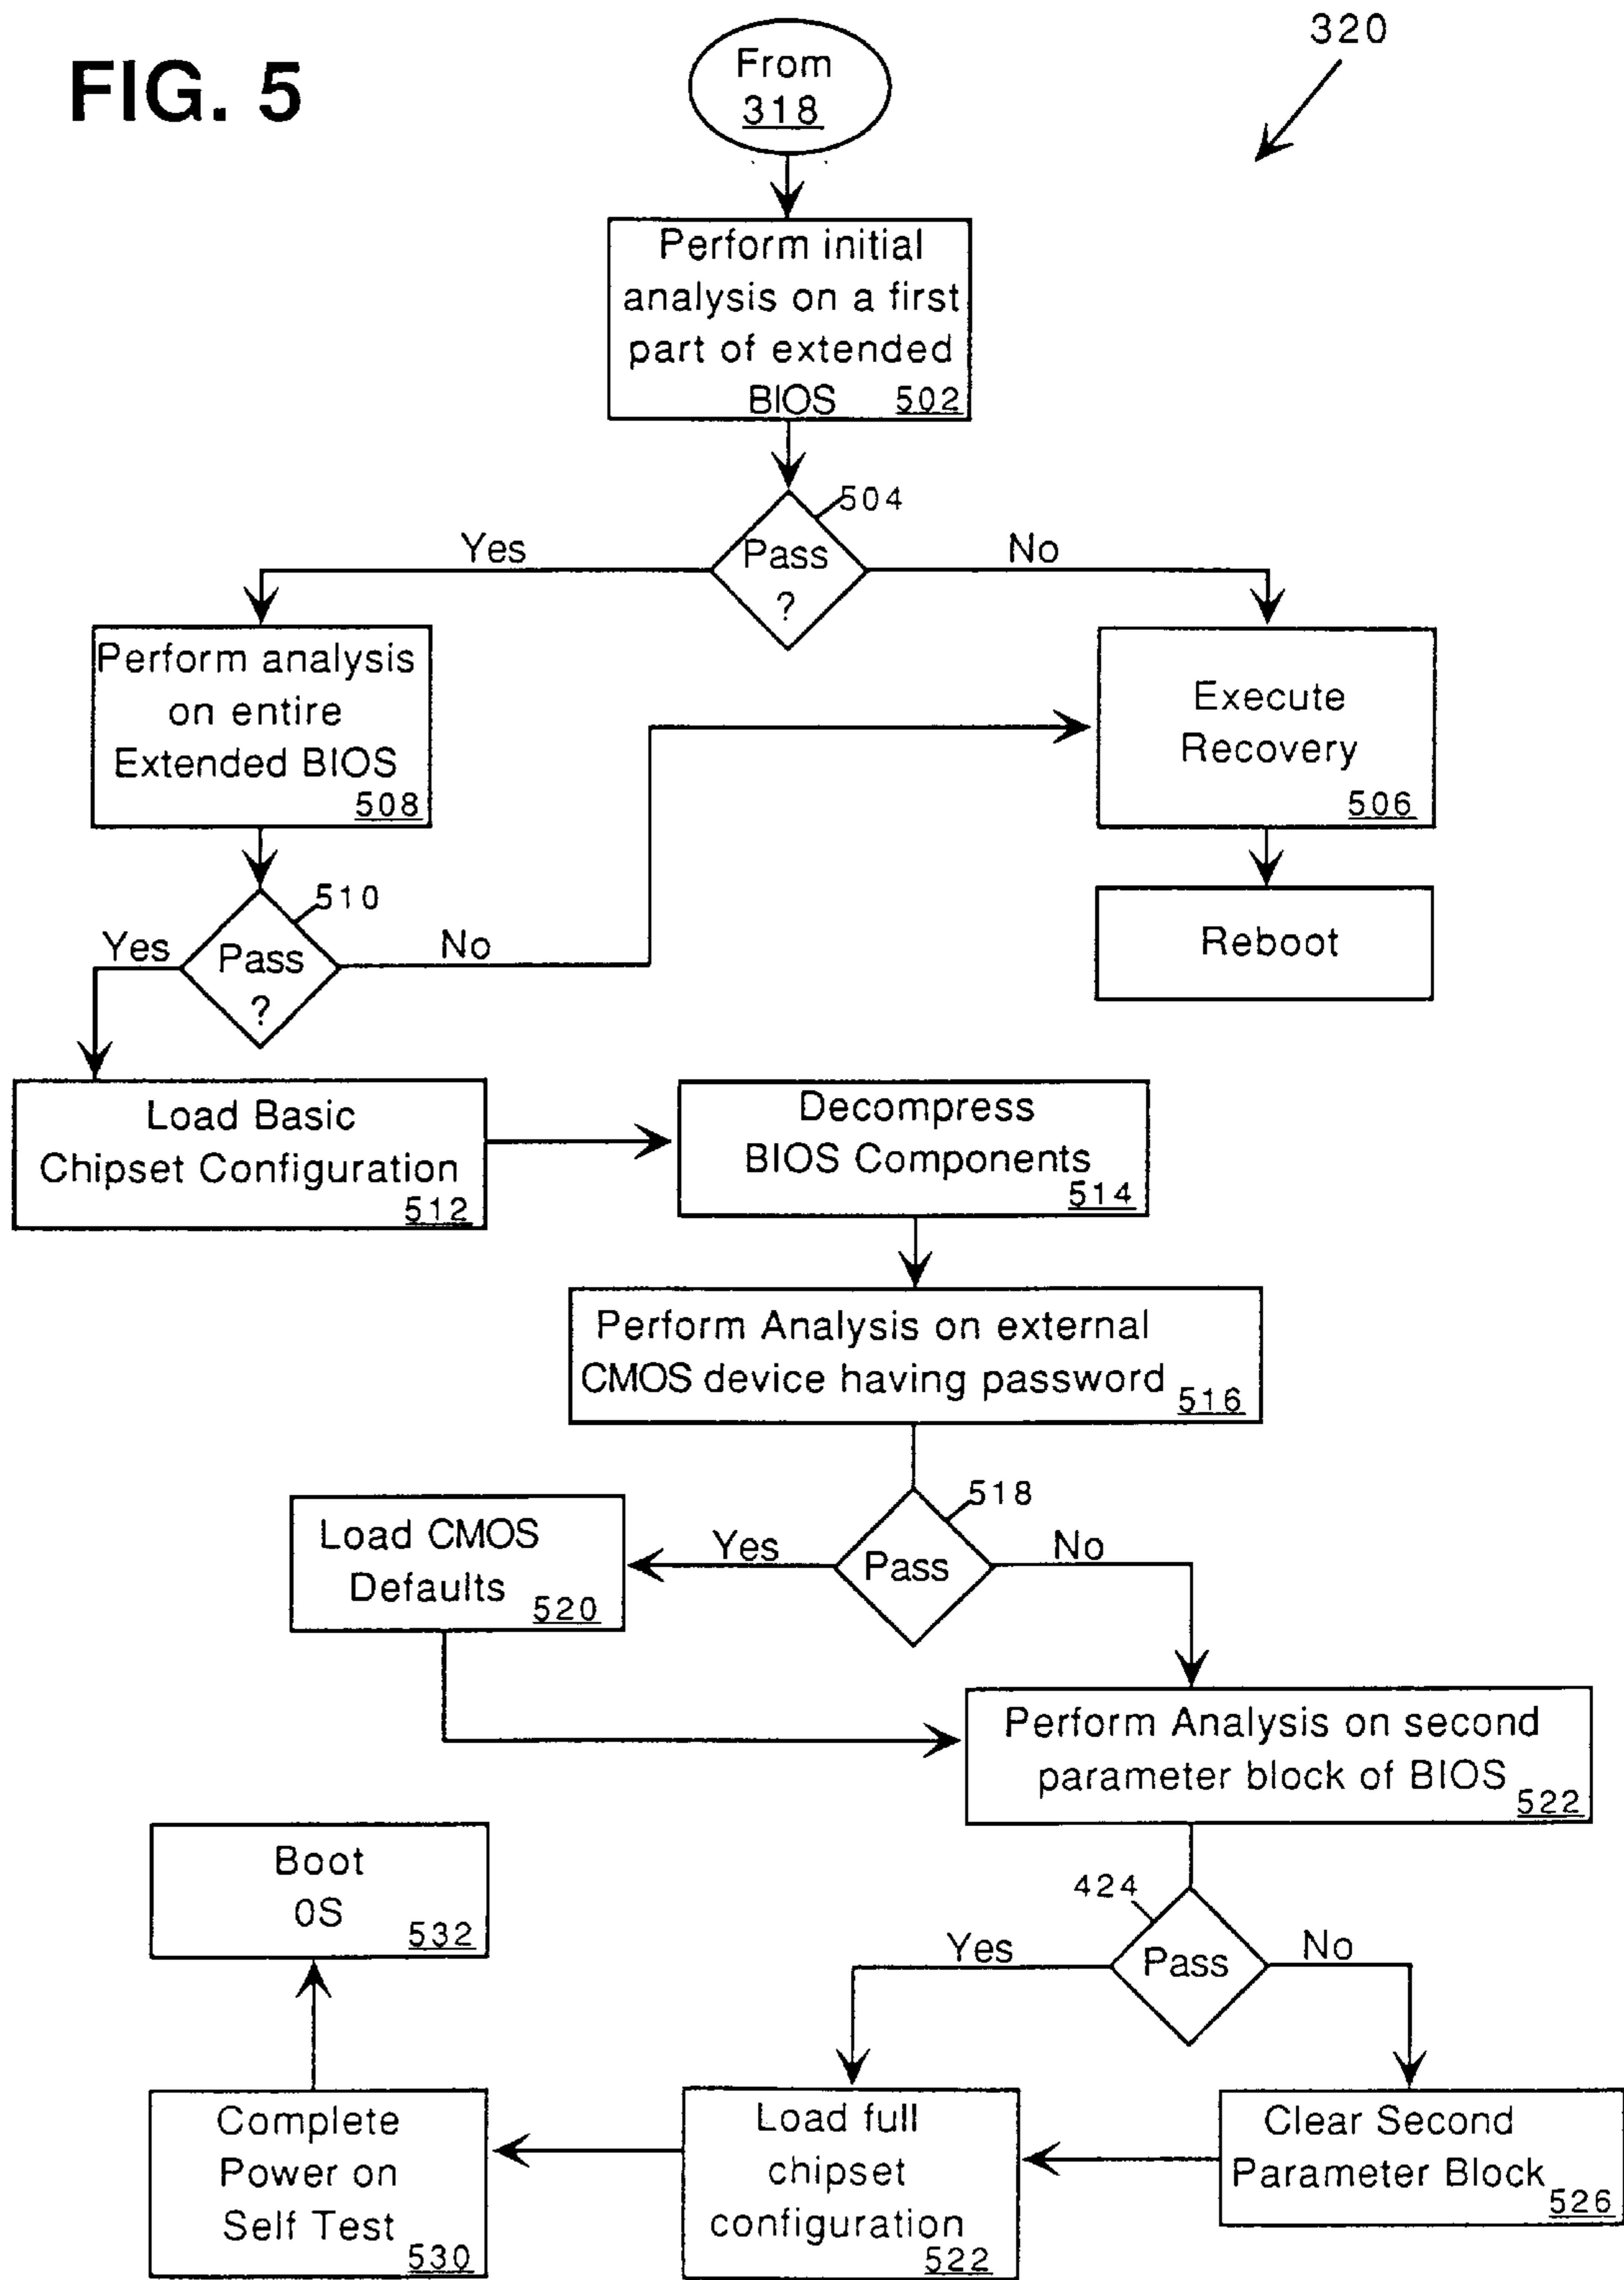 FIG. 5
320
From
318
Perform initial
analysis on a first
part of extended
BIOS 502
504
Yes
Pass
?
No
Perform analysis
on entire
Extended BIOS
508
Execute
Recovery
506
510
Yes
Pass
?
No
Reboot
Load Basic
Chipset Configuration
512
Decompress
BIOS Components
514
Perform Analysis on external
CMOS device having password
516
518
Load CMOS
Defaults
520
Yes
Pass
No
Perform Analysis on second
parameter block of BIOS
522
Boot
0S
532
424
Yes
Pass
No
Complete
Power on
Self Test
530
Load full
chipset
configuration
522
Clear Second
Parameter Block
526